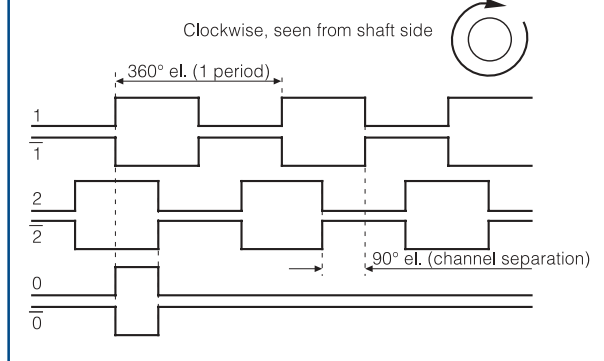 Clockwise, seen from shaft side
360° el. (1 period)
1
1̅
2
2̅
90° el. (channel separation)
0
0̅